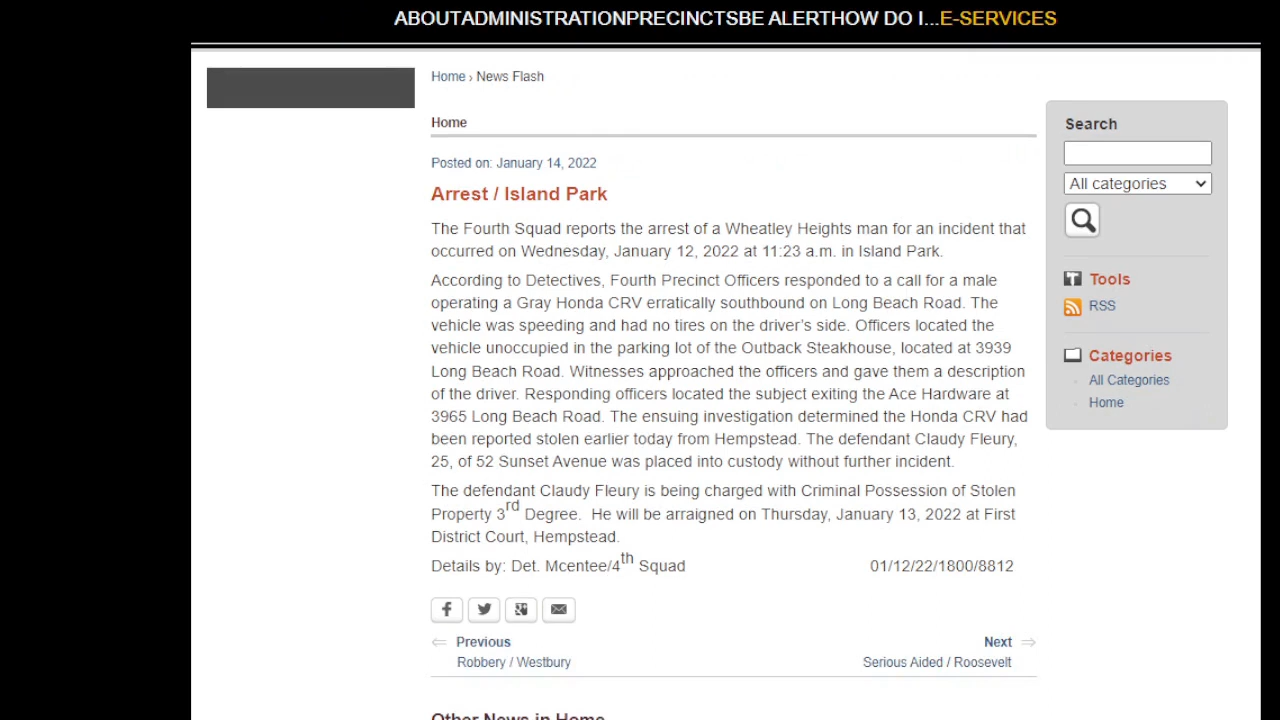 ABOUTADMINISTRATIONPRECINCTSBE ALERTHOW DO I...E-SERVICES
Home › News Flash
Home
Posted on: January 14, 2022
Arrest / Island Park
The Fourth Squad reports the arrest of a Wheatley Heights man for an incident that
occurred on Wednesday, January 12, 2022 at 11:23 a.m. in Island Park.
According to Detectives, Fourth Precinct Officers responded to a call for a male
operating a Gray Honda CRV erratically southbound on Long Beach Road. The
vehicle was speeding and had no tires on the driver's side. Officers located the
vehicle unoccupied in the parking lot of the Outback Steakhouse, located at 3939
Long Beach Road. Witnesses approached the officers and gave them a description
of the driver. Responding officers located the subject exiting the Ace Hardware at
3965 Long Beach Road. The ensuing investigation determined the Honda CRV had
been reported stolen earlier today from Hempstead. The defendant Claudy Fleury,
25, of 52 Sunset Avenue was placed into custody without further incident.
The defendant Claudy Fleury is being charged with Criminal Possession of Stolen
Property 3rd Degree. He will be arraigned on Thursday, January 13, 2022 at First
District Court, Hempstead.
Details by: Det. Mcentee/4th Squad 01/12/22/1800/8812
Previous
Robbery / Westbury
Next
Serious Aided / Roosevelt
Other News in Home
Search
All categories
Tools
RSS
Categories
All Categories
Home